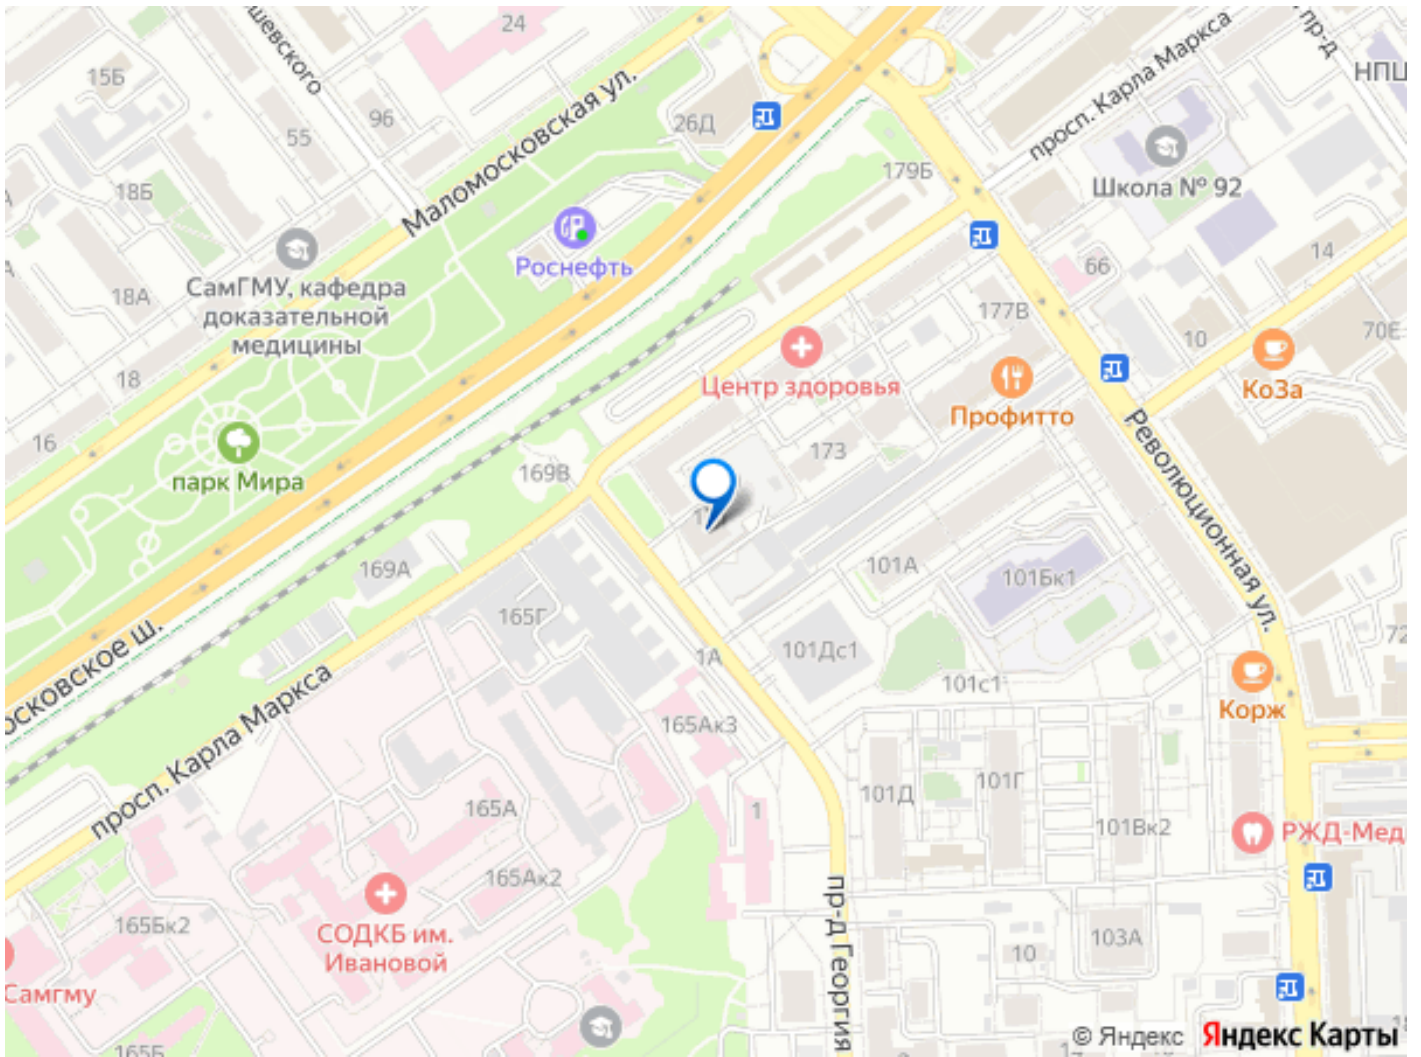 24
шевского
15Б
96
55
Маломосковская ул.
26Д
просп. Карла Маркса
пр-д
НПЦ
179Б
Школа № 92
18Б
Роснефть
66
14
18А
СамГМУ, кафедра
доказательной
медицины
177В
10
70Е
КоЗа
18
Центр здоровья
Профитто
16
парк Мира
169В
173
Революционная ул.
169А
101А
101Бк1
165Г
осковское ш.
1А
101Дс1
101с1
72
Корж
просп. Карла Маркса
165Ак3
165А
1
101Д
101Г
101Вк2
РЖД-Мед
165Ак2
165Бк2
СОДКБ им.
Ивановой
пр-д Георгия
103А
10
Самгму
165Б
© Яндекс
Яндекс Карты